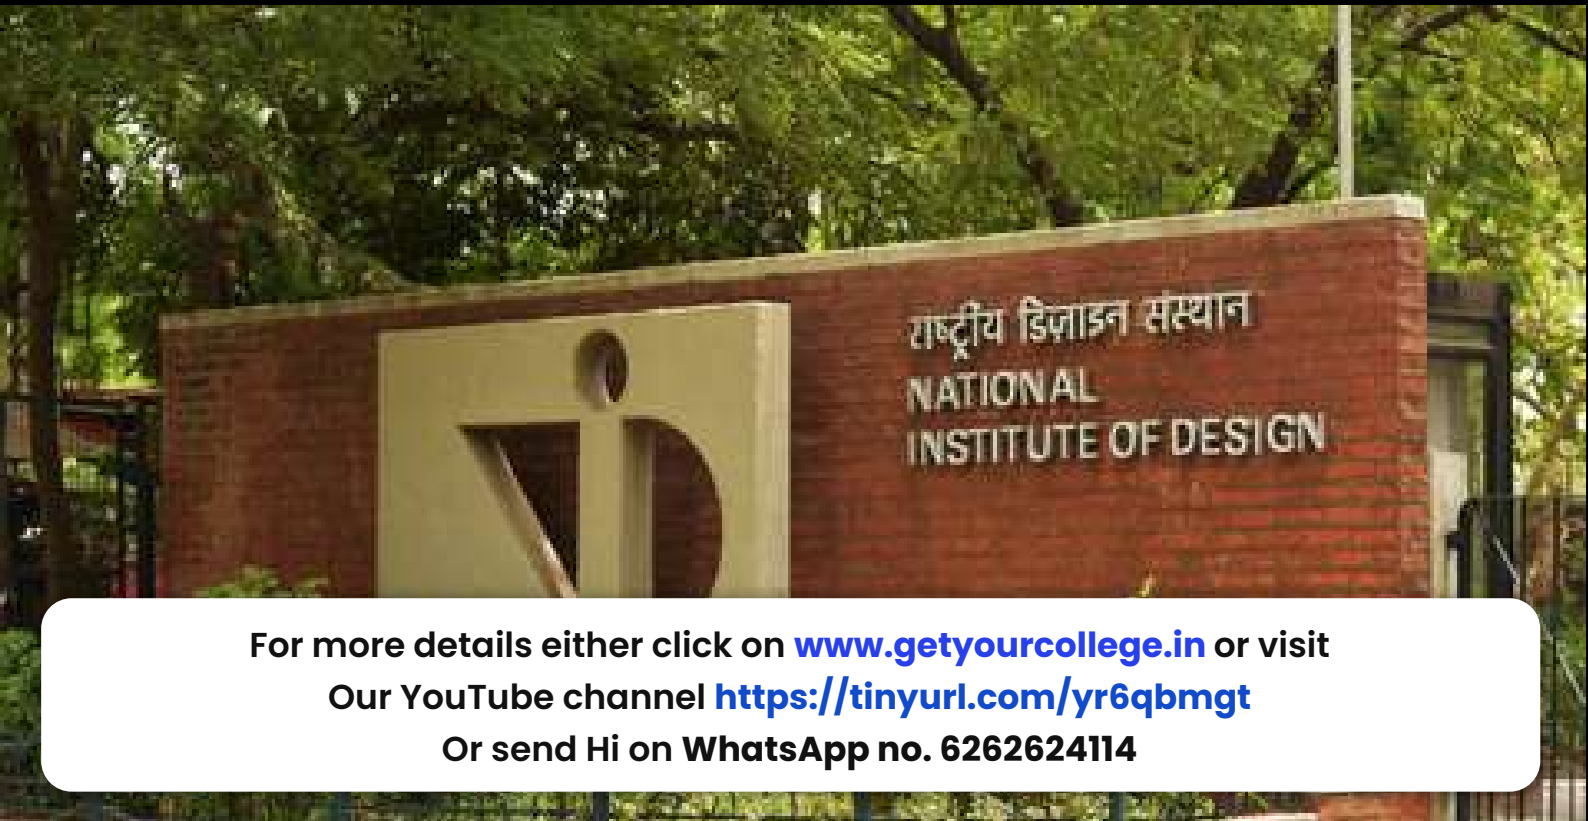 राष्ट्रीय डिज़ाइन संस्थान
NATIONAL
INSTITUTE OF DESIGN
For more details either click on www.getyourcollege.in or visit
Our YouTube channel https://tinyurl.com/yr6qbmgt
Or send Hi on WhatsApp no. 6262624114